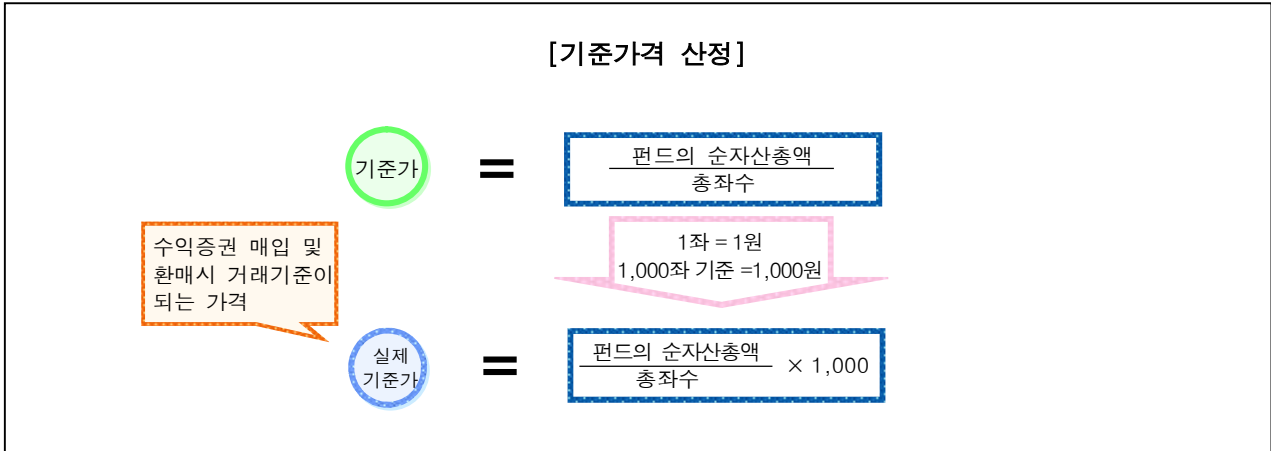 [기준가격 산정]
기준가
=
펀드의 순자산총액
총좌수
1좌 = 1원
1,000좌 기준 =1,000원
수익증권 매입 및
환매시 거래기준이
되는 가격
실제
기준가
=
펀드의 순자산총액
총좌수
× 1,000